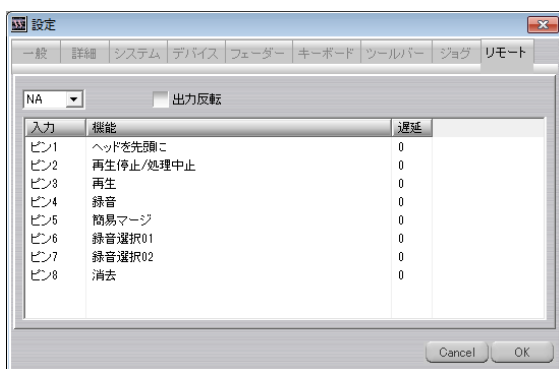 設定
一般 詳細 システム デバイス フェーダー キーボード ツールバー ジョグ リモート
NA 出力反転
入力 機能 遅延
ピン1 ヘッドを先頭に 0
ピン2 再生停止/処理中止 0
ピン3 再生 0
ピン4 録音 0
ピン5 簡易マージ 0
ピン6 録音選択01 0
ピン7 録音選択02 0
ピン8 消去 0
Cancel OK